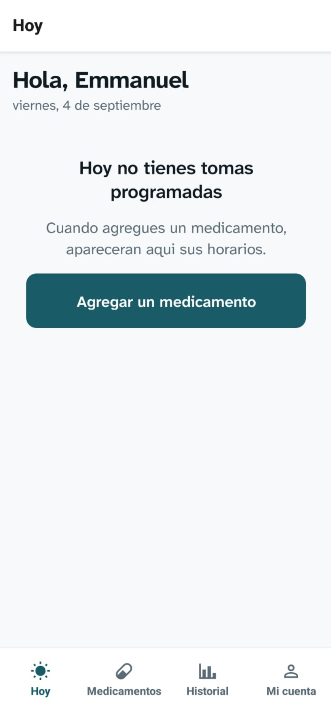 Hoy
Hola, Emmanuel
viernes, 4 de septiembre
Hoy no tienes tomas
programadas
Cuando agregues un medicamento,
apareceran aqui sus horarios.
Agregar un medicamento
Hoy
Medicamentos
Historial
Mi cuenta